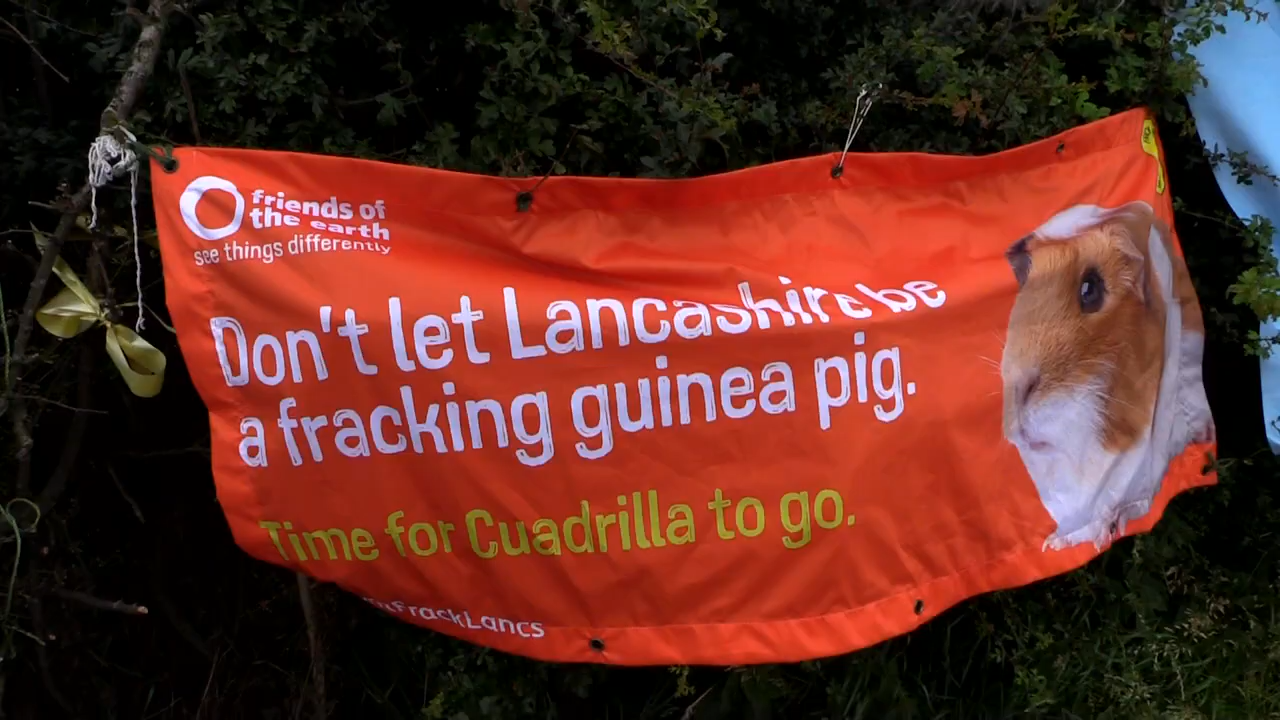 friends of
the earth
see things differently
Don't let Lancashire be
a fracking guinea pig.
Time for Cuadrilla to go.